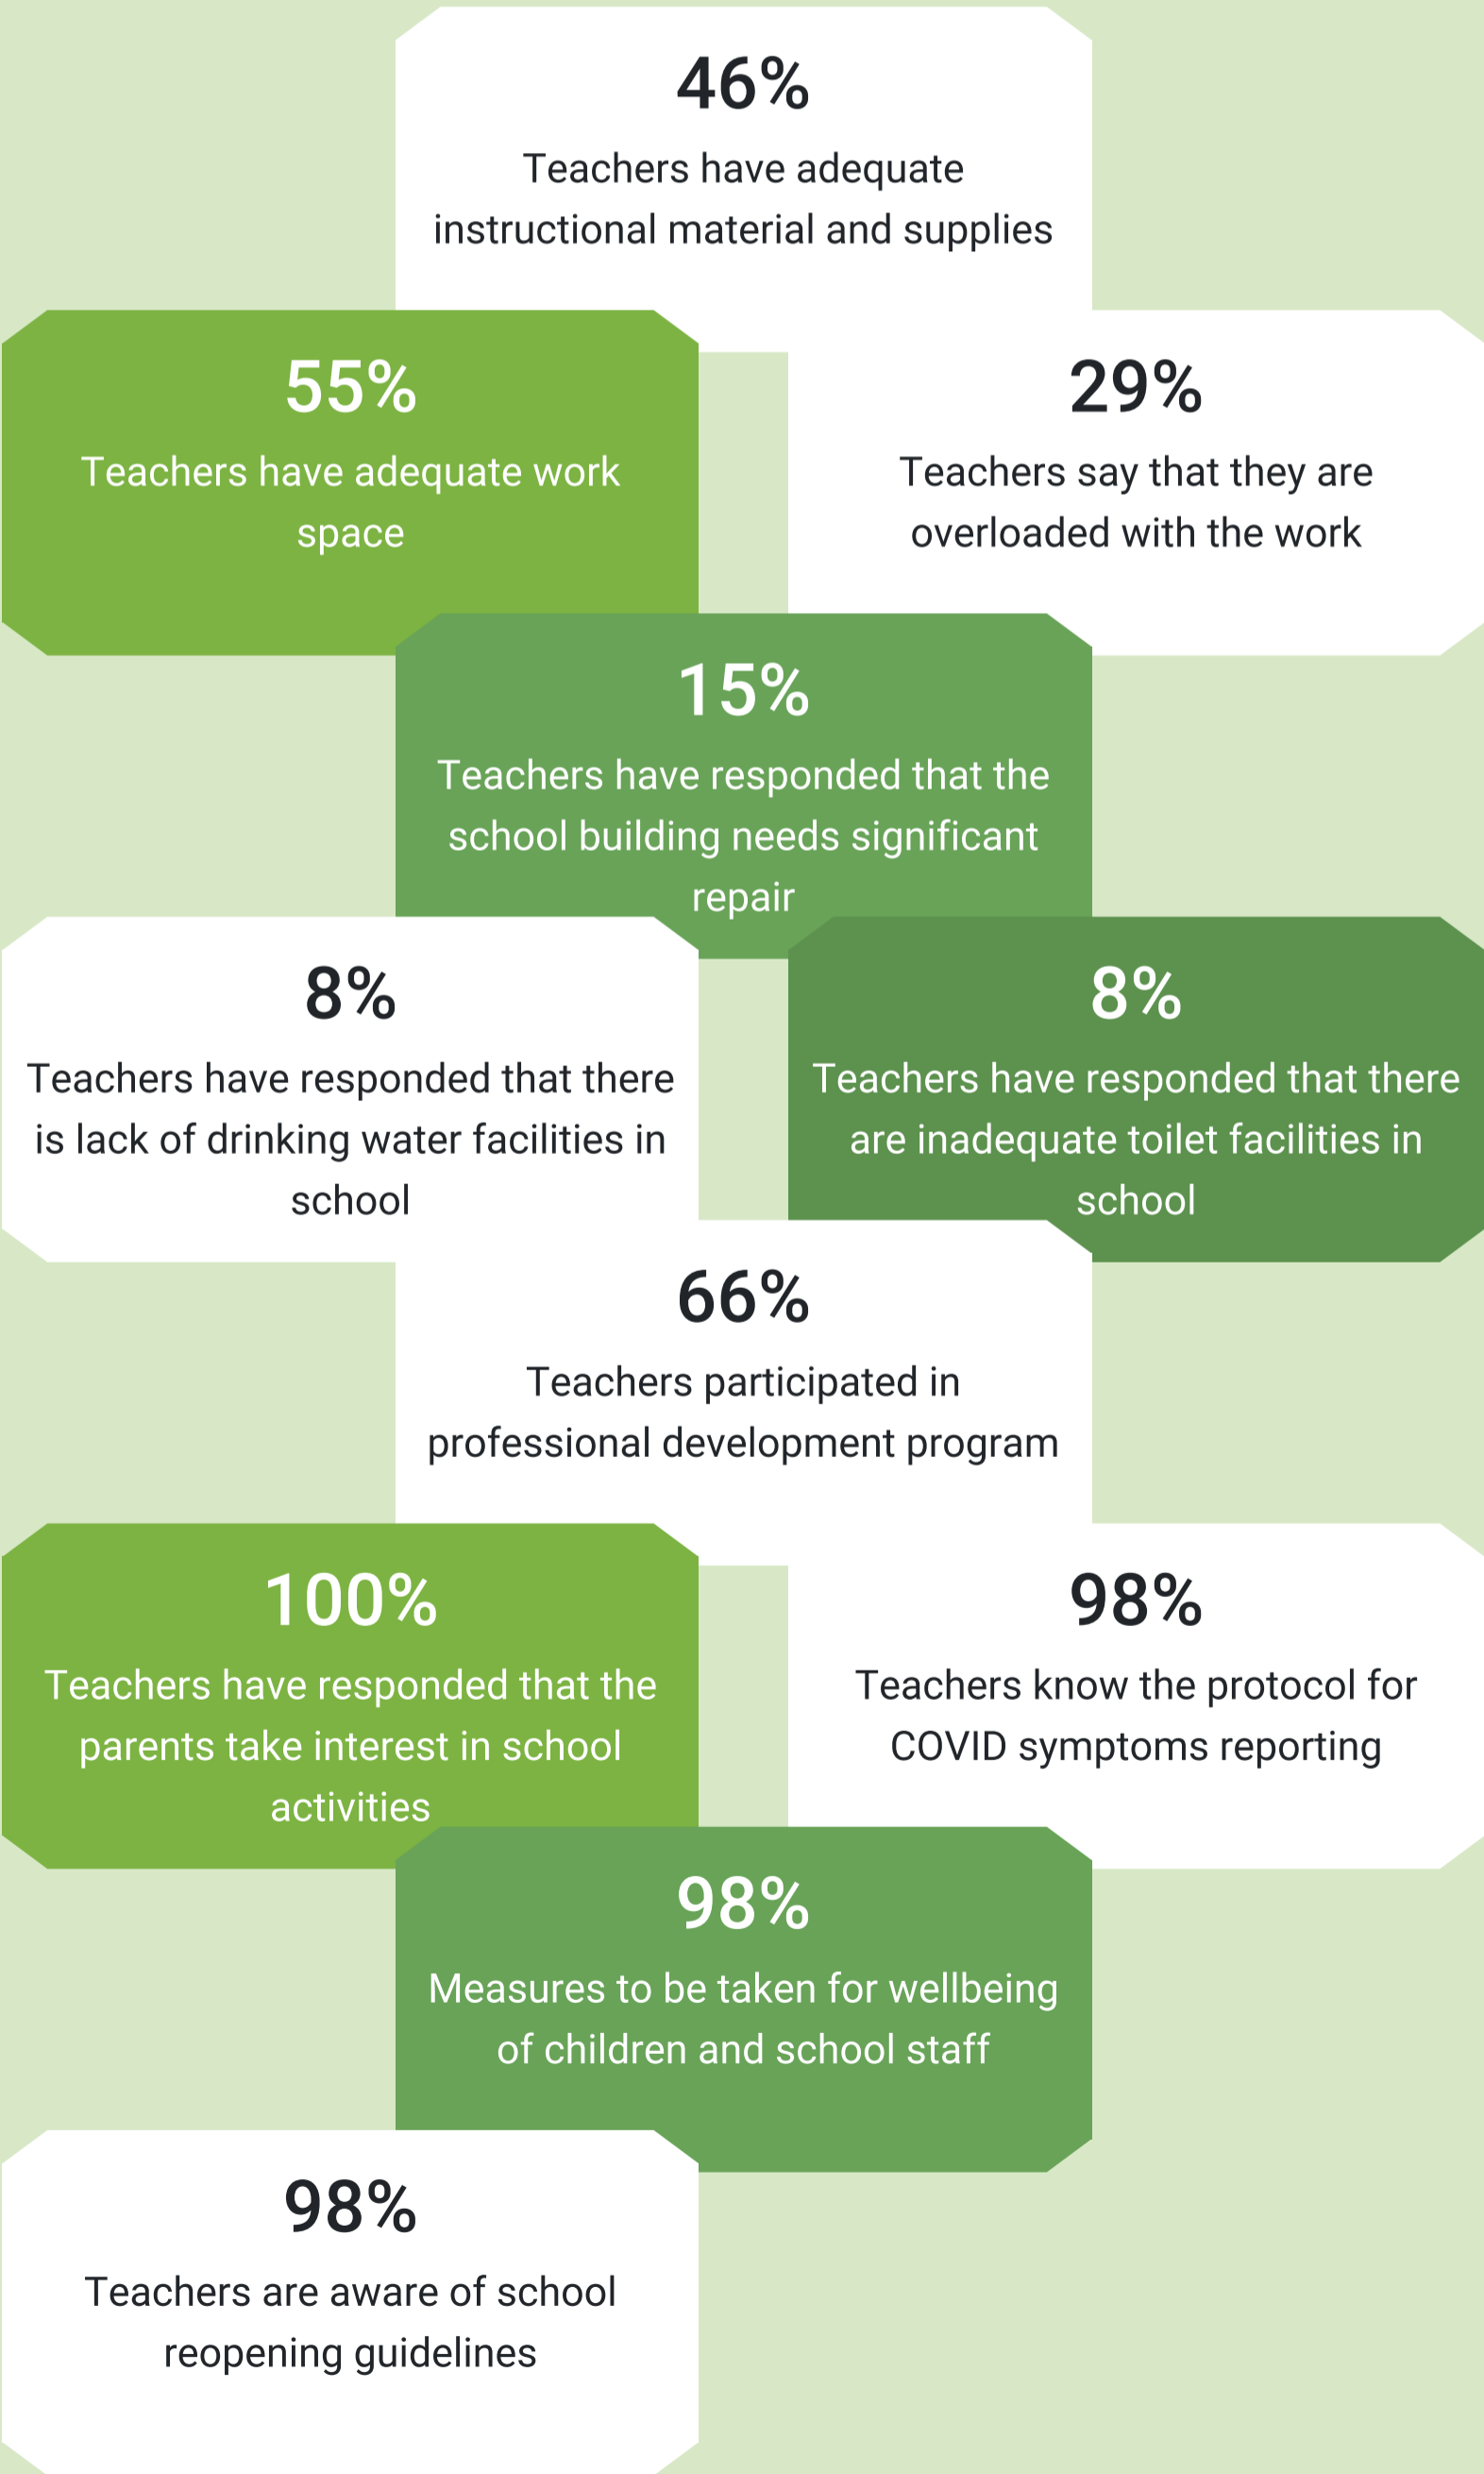 46%
Teachers have adequate
instructional material and supplies
55%
Teachers have adequate work
space
29%
Teachers say that they are
overloaded with the work
15%
Teachers have responded that the
school building needs significant
repair
8%
Teachers have responded that there
is lack of drinking water facilities in
school
8%
Teachers have responded that there
are inadequate toilet facilities in
school
66%
Teachers participated in
professional development program
100%
Teachers have responded that the
parents take interest in school
activities
98%
Teachers know the protocol for
COVID symptoms reporting
98%
Measures to be taken for wellbeing
of children and school staff
98%
Teachers are aware of school
reopening guidelines